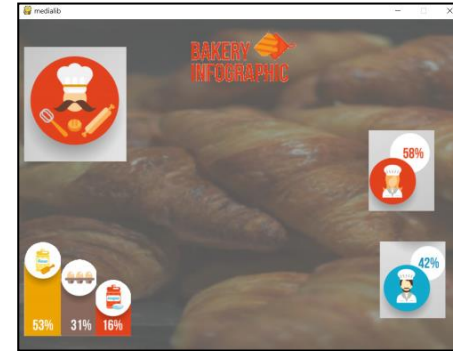 medialib
BAKERY
INFOGRAPHIC
58%
42%
53% 31% 16%